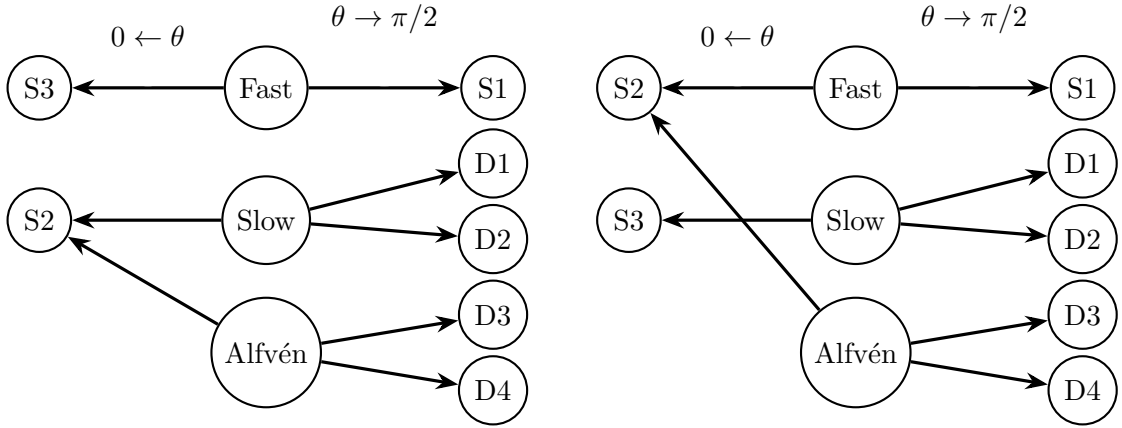 θ → π/2
0 ← θ
S3
Fast
S1
D1
S2
Slow
D2
D3
Alfvén
D4
θ → π/2
0 ← θ
S2
Fast
S1
D1
S3
Slow
D2
D3
Alfvén
D4